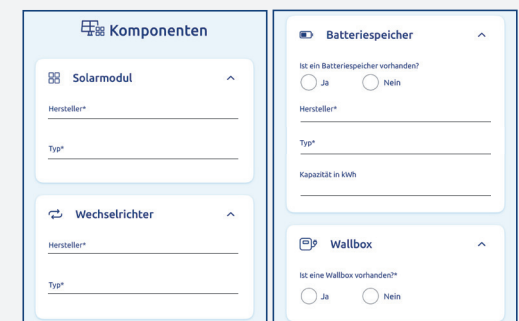 Komponenten
Solarmodul
Hersteller*
Typ*
Wechselrichter
Hersteller*
Typ*
Batteriespeicher
Ist ein Batteriespeicher vorhanden?
Ja Nein
Hersteller*
Typ*
Kapazität in kWh
Wallbox
Ist eine Wallbox vorhanden?*
Ja Nein